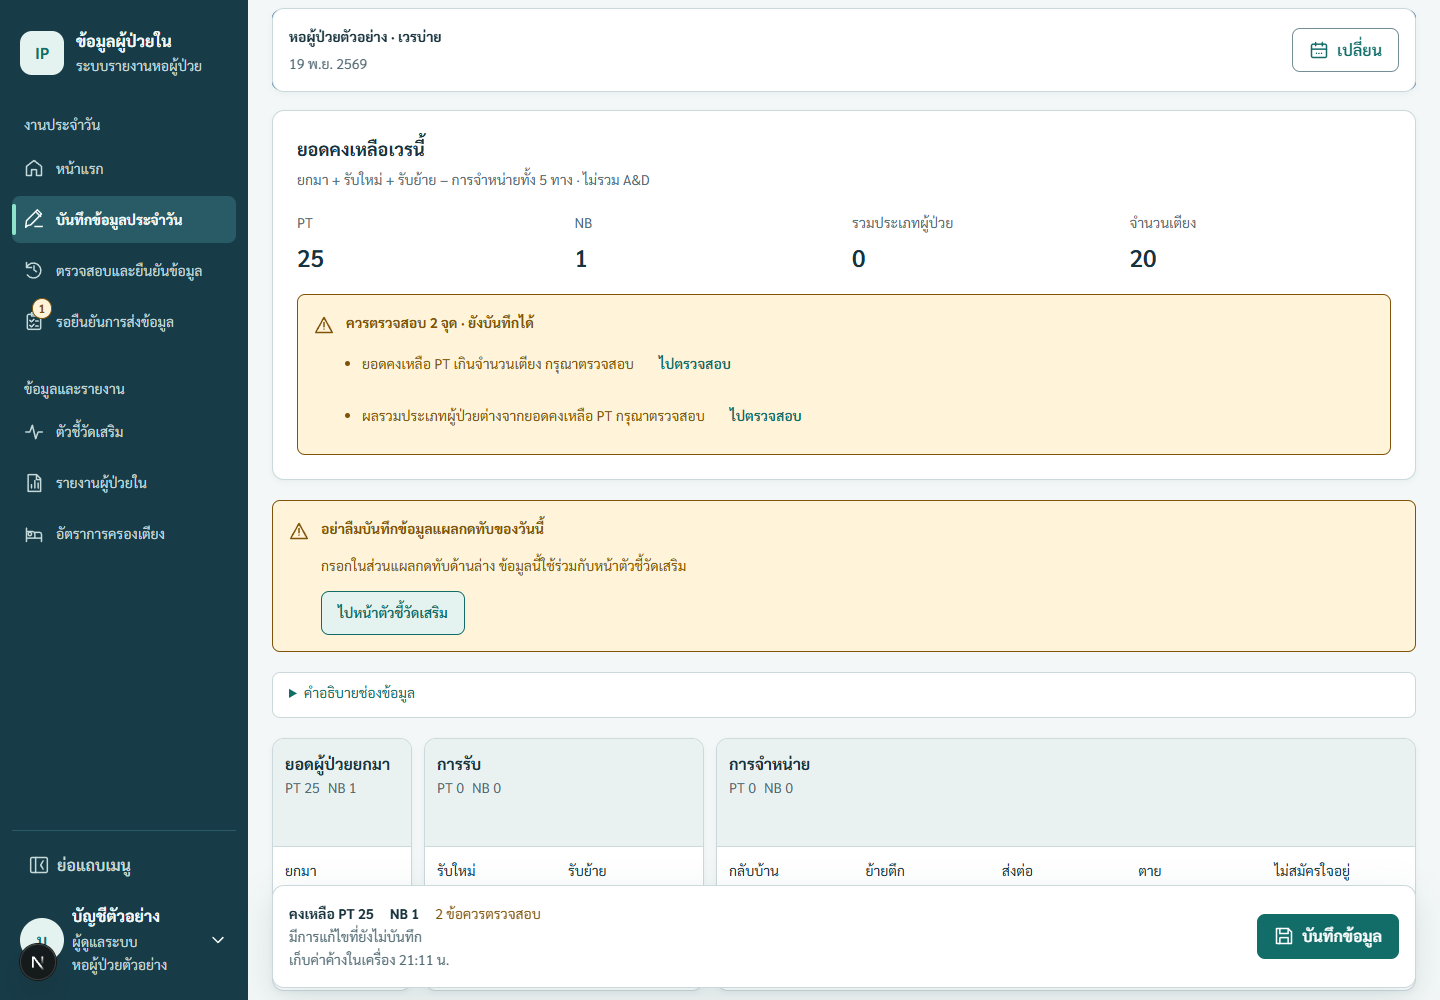 IP
ข้อมูลผู้ป่วยใน
ระบบรายงานหอผู้ป่วย
งานประจำวัน
หน้าแรก
บันทึกข้อมูลประจำวัน
ตรวจสอบและยืนยันข้อมูล
1
รอยืนยันการส่งข้อมูล
ข้อมูลและรายงาน
ตัวชี้วัดเสริม
รายงานผู้ป่วยใน
อัตราการครองเตียง
ย่อแถบเมนู
บัญชีตัวอย่าง
ผู้ดูแลระบบ
หอผู้ป่วยตัวอย่าง
N
หอผู้ป่วยตัวอย่าง · เวรบ่าย
19 พ.ย. 2569
เปลี่ยน
ยอดคงเหลือเวรนี้
ยกมา + รับใหม่ + รับย้าย − การจำหน่ายทั้ง 5 ทาง · ไม่รวม A&D
PT NB รวมประเภทผู้ป่วย จำนวนเตียง
25 1 0 20
ควรตรวจสอบ 2 จุด · ยังบันทึกได้
• ยอดคงเหลือ PT เกินจำนวนเตียง กรุณาตรวจสอบ ไปตรวจสอบ
• ผลรวมประเภทผู้ป่วยต่างจากยอดคงเหลือ PT กรุณาตรวจสอบ ไปตรวจสอบ
อย่าลืมบันทึกข้อมูลแผลกดทับของวันนี้
กรอกในส่วนแผลกดทับด้านล่าง ข้อมูลนี้ใช้ร่วมกับหน้าตัวชี้วัดเสริม
ไปหน้าตัวชี้วัดเสริม
คำอธิบายช่องข้อมูล
ยอดผู้ป่วยยกมา การรับ การจำหน่าย
PT 25 NB 1 PT 0 NB 0 PT 0 NB 0
ยกมา รับใหม่ รับย้าย กลับบ้าน ย้ายตึก ส่งต่อ ตาย ไม่สมัครใจอยู่
คงเหลือ PT 25 NB 1 2 ข้อควรตรวจสอบ
มีการแก้ไขที่ยังไม่บันทึก
เก็บค่าค้างในเครื่อง 21:11 น.
บันทึกข้อมูล